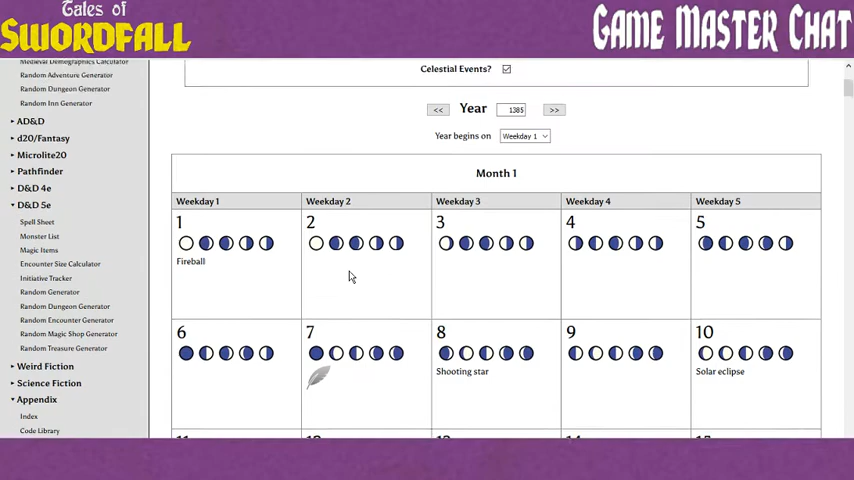 Tales of
SWORDFALL
GAME MASTER CHAT
Medieval Demographics Calculator
Random Adventure Generator
Random Dungeon Generator
Random Inn Generator
AD&D
d20/Fantasy
Microlite20
Pathfinder
D&D 4e
D&D 5e
Spell Sheet
Monster List
Magic Items
Encounter Size Calculator
Initiative Tracker
Random Generator
Random Dungeon Generator
Random Encounter Generator
Random Magic Shop Generator
Random Treasure Generator
Weird Fiction
Science Fiction
Appendix
Index
Code Library
Celestial Events?
<< Year 1385 >>
Year begins on Weekday 1
Month 1
Weekday 1 Weekday 2 Weekday 3 Weekday 4 Weekday 5
1 2 3 4 5
Fireball
6 7 8 9 10
Shooting star Solar eclipse